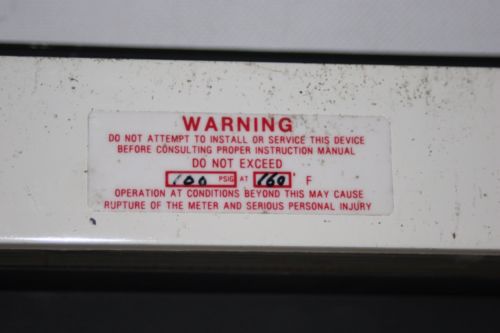 WARNING
DO NOT ATTEMPT TO INSTALL OR SERVICE THIS DEVICE
BEFORE CONSULTING PROPER INSTRUCTION MANUAL
DO NOT EXCEED
100 PSIG AT 160° F
OPERATION AT CONDITIONS BEYOND THIS MAY CAUSE
RUPTURE OF THE METER AND SERIOUS PERSONAL INJURY